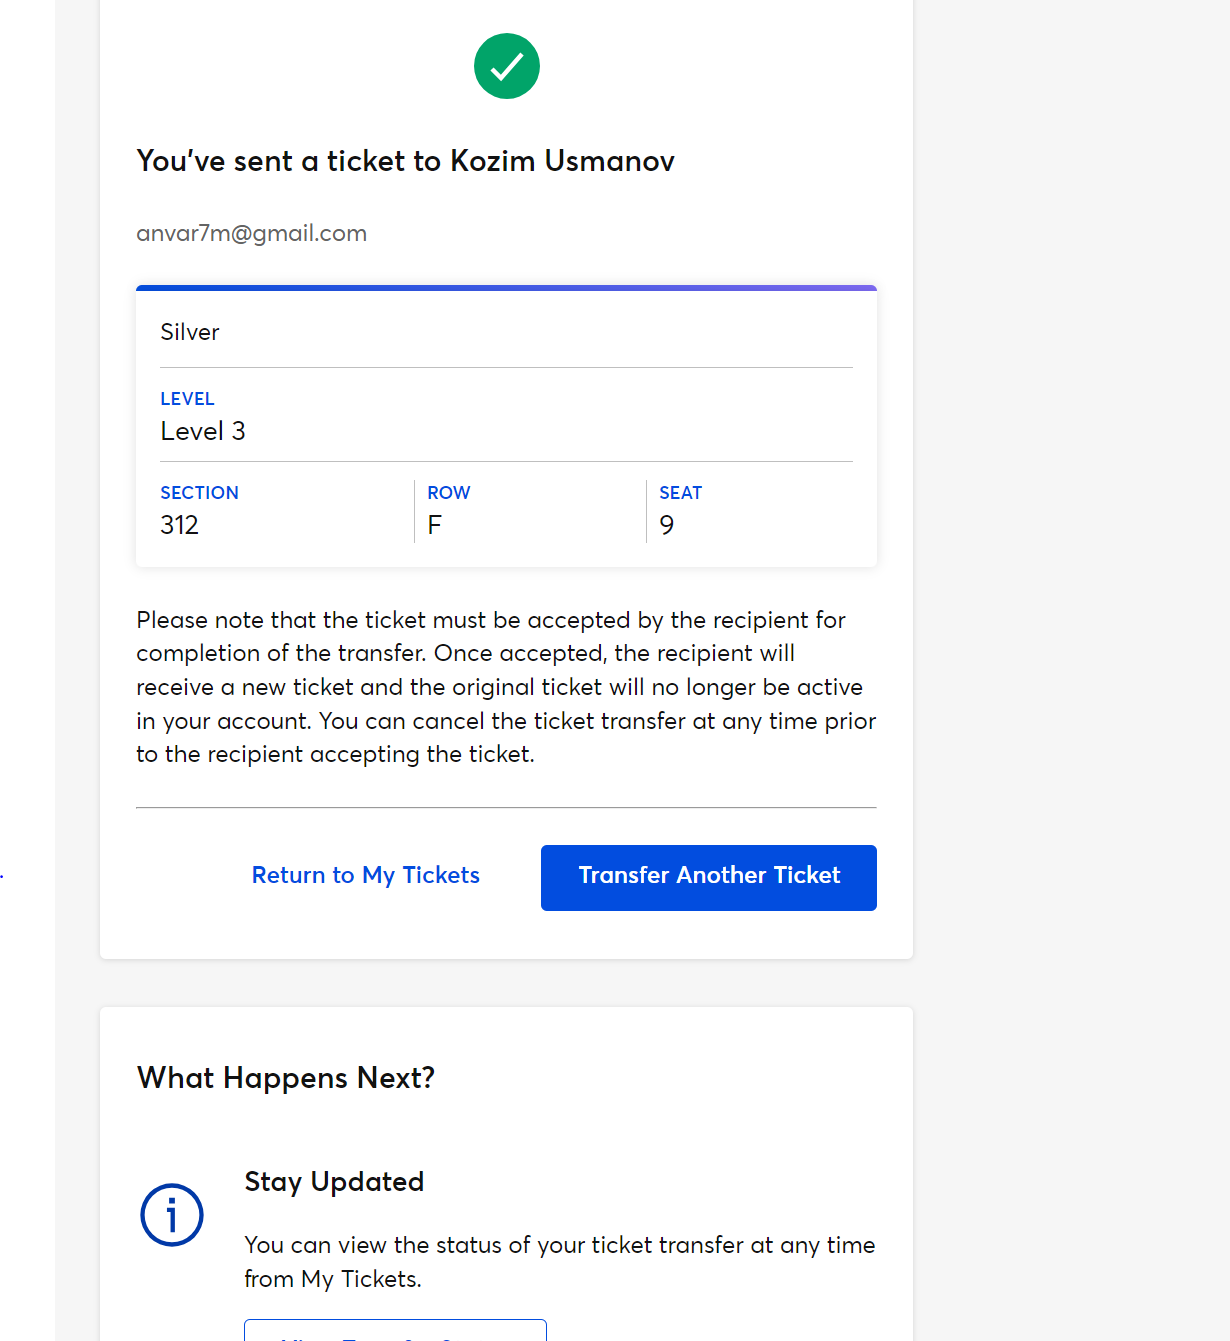 You've sent a ticket to Kozim Usmanov
anvar7m@gmail.com
Silver
LEVEL
Level 3
SECTION ROW SEAT
312 F 9
Please note that the ticket must be accepted by the recipient for
completion of the transfer. Once accepted, the recipient will
receive a new ticket and the original ticket will no longer be active
in your account. You can cancel the ticket transfer at any time prior
to the recipient accepting the ticket.
Return to My Tickets Transfer Another Ticket
What Happens Next?
Stay Updated
You can view the status of your ticket transfer at any time
from My Tickets.